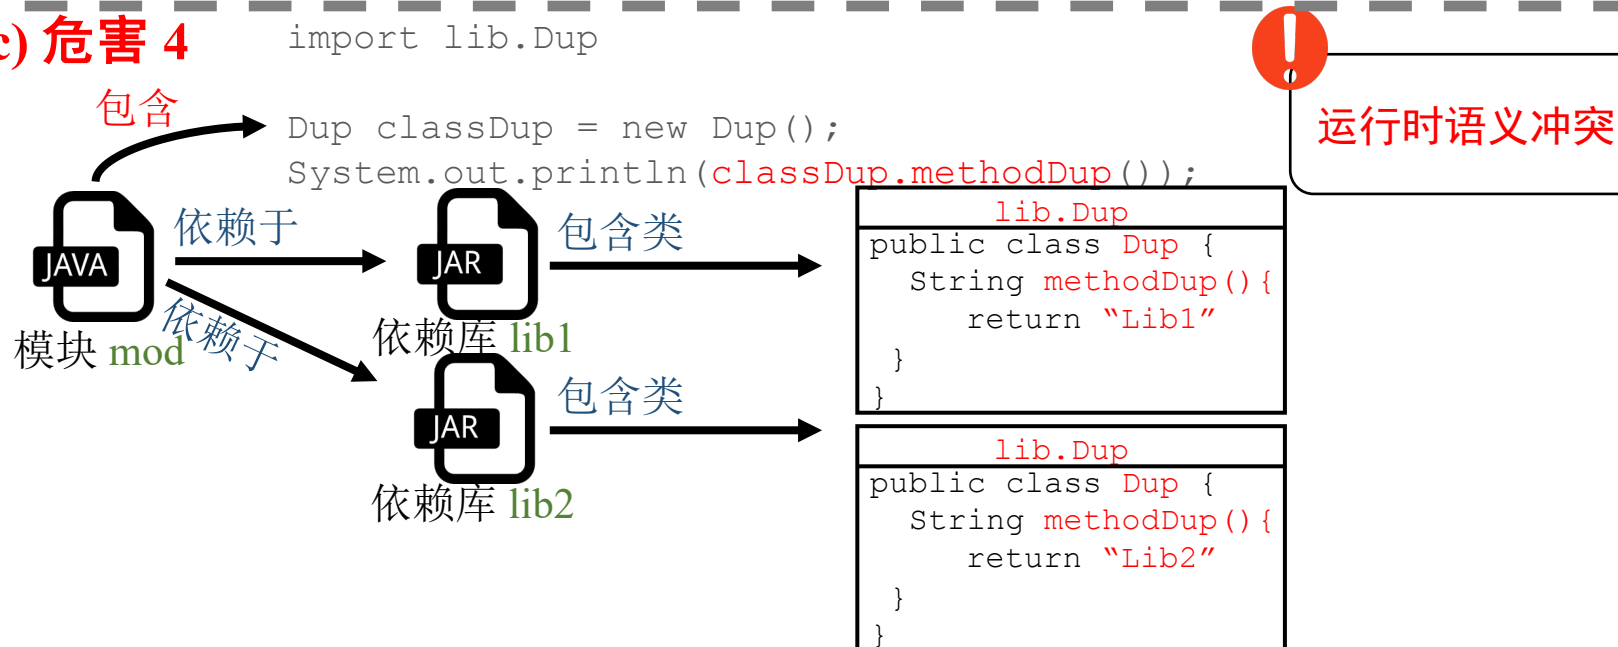 c) 危害 4
import lib.Dup
包含
Dup classDup = new Dup();
System.out.println(classDup.methodDup());
运行时语义冲突
JAVA
模块 mod
依赖于
依赖于
JAR
依赖库 lib1
包含类
JAR
依赖库 lib2
包含类
lib.Dup
public class Dup {
String methodDup(){
return “Lib1”
}
}
lib.Dup
public class Dup {
String methodDup(){
return “Lib2”
}
}